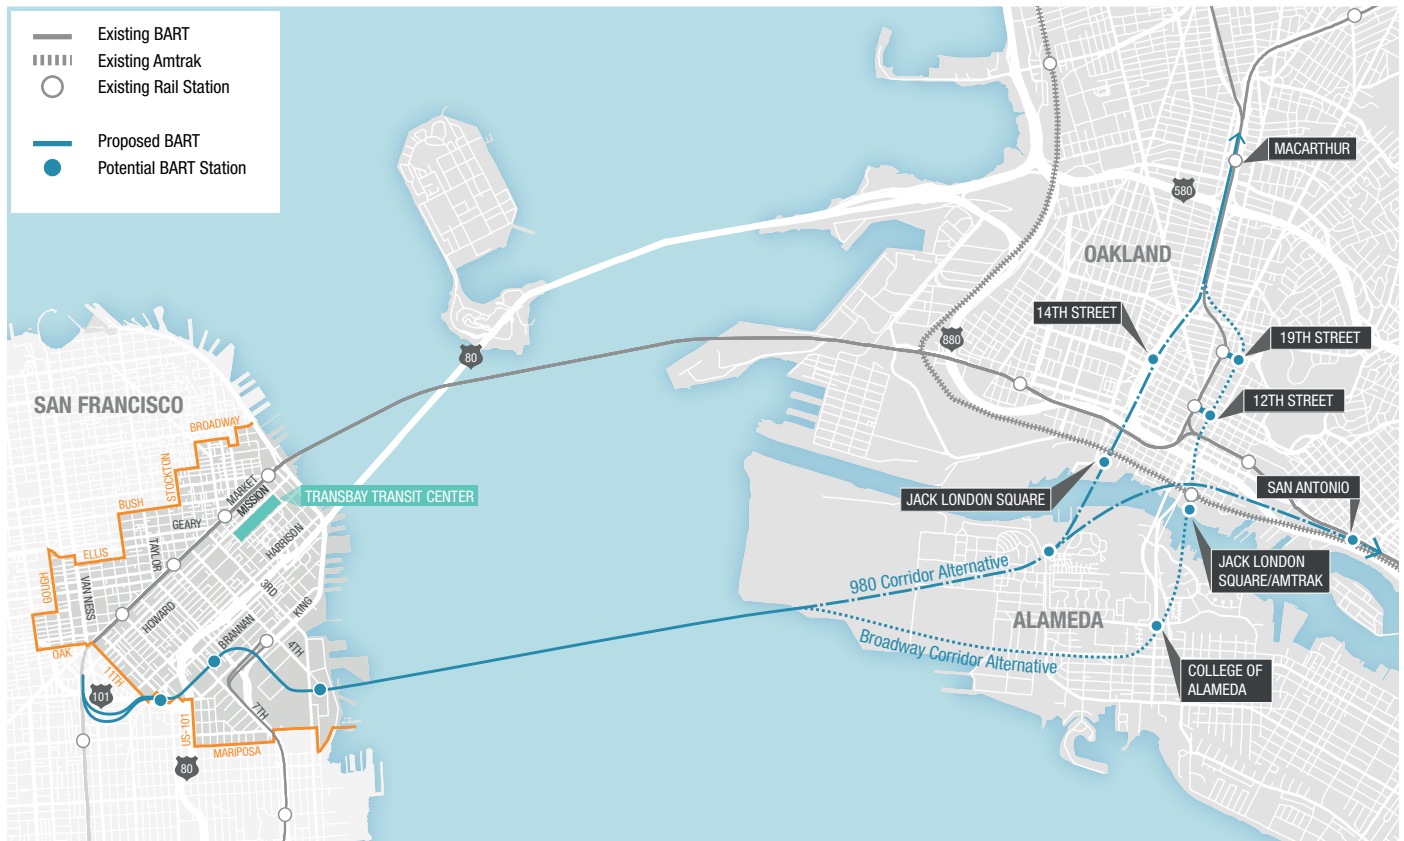 Existing BART
Existing Amtrak
Existing Rail Station
Proposed BART
Potential BART Station
MACARTHUR
580
OAKLAND
14TH STREET
880
19TH STREET
80
12TH STREET
SAN FRANCISCO
BROADWAY
STOCKTON
MARKET
MISSION
TRANSBAY TRANSIT CENTER
BUSH
GEARY
JACK LONDON SQUARE
SAN ANTONIO
HARRISON
TAYLOR
ELLIS
GOUGH
VAN NESS
3RD
KING
HOWARD
BRANNAN
4TH
980 Corridor Alternative
JACK LONDON
SQUARE/AMTRAK
ALAMEDA
Broadway Corridor Alternative
OAK
11TH
COLLEGE OF
ALAMEDA
101
7TH
US-101
MARIPOSA
80